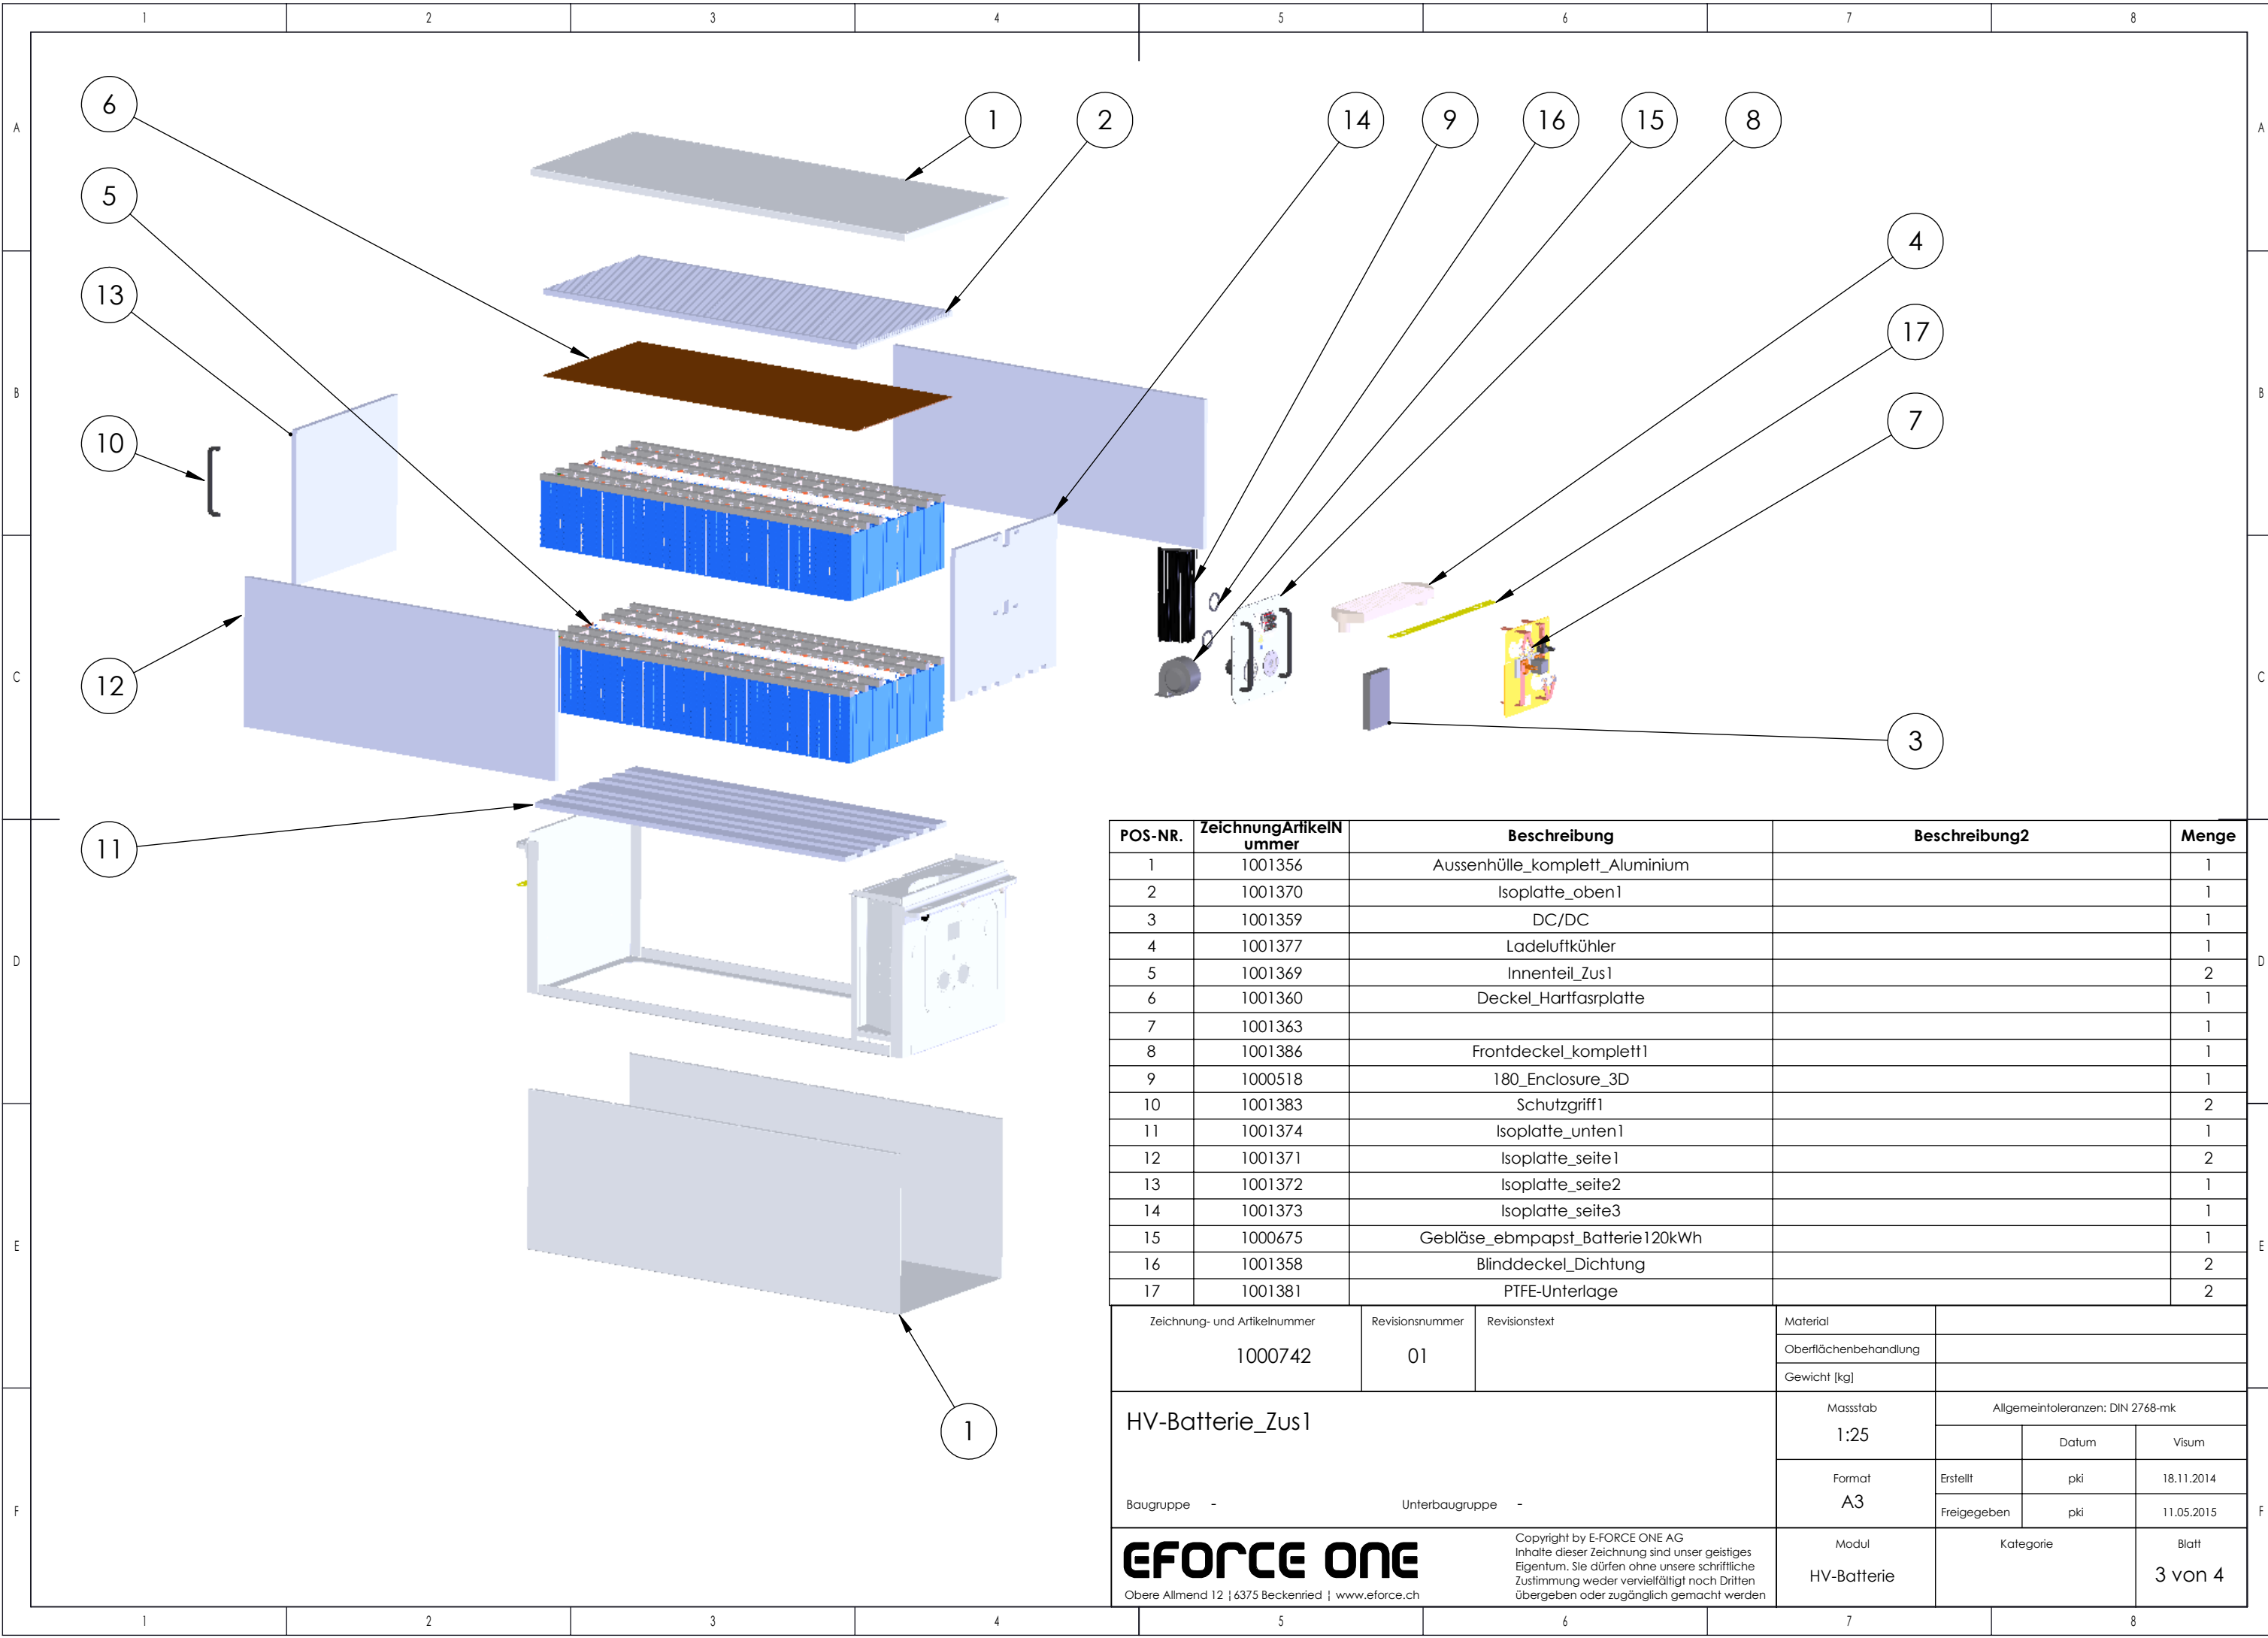 1 2 3 4 5 6 7 8
A A
B B
C C
D D
E E
F F
6 1 2 14 9 16 15 8
5
4
13
17
10
7
12
3
11
1
POS-NR. ZeichnungArtikelN Beschreibung Beschreibung2 Menge
ummer
1 1001356 Aussenhülle_komplett_Aluminium 1
2 1001370 Isoplatte_oben1 1
3 1001359 DC/DC 1
4 1001377 Ladeluftkühler 1
5 1001369 Innenteil_Zus1 2
6 1001360 Deckel_Hartfasrplatte 1
7 1001363 1
8 1001386 Frontdeckel_komplett1 1
9 1000518 180_Enclosure_3D 1
10 1001383 Schutzgriff1 2
11 1001374 Isoplatte_unten1 1
12 1001371 Isoplatte_seite1 2
13 1001372 Isoplatte_seite2 1
14 1001373 Isoplatte_seite3 1
15 1000675 Gebläse_ebmpapst_Batterie120kWh 1
16 1001358 Blinddeckel_Dichtung 2
17 1001381 PTFE-Unterlage 2
Zeichnung- und Artikelnummer Revisionsnummer Revisionstext
1000742 01
Material
Oberflächenbehandlung
Gewicht [kg]
HV-Batterie_Zus1
Baugruppe - Unterbaugruppe -
Massstab
1:25
Allgemeintoleranzen: DIN 2768-mk
Datum Visum
Format
A3
Erstellt pki 18.11.2014
Freigegeben pki 11.05.2015
EFORCE ONE
Obere Allmend 12 | 6375 Beckenried | www.eforce.ch
Copyright by E-FORCE ONE AG
Inhalte dieser Zeichnung sind unser geistiges
Eigentum. Sie dürfen ohne unsere schriftliche
Zustimmung weder vervielfältigt noch Dritten
übergeben oder zugänglich gemacht werden
Modul
HV-Batterie
Kategorie
Blatt
3 von 4
1 2 3 4 5 6 7 8